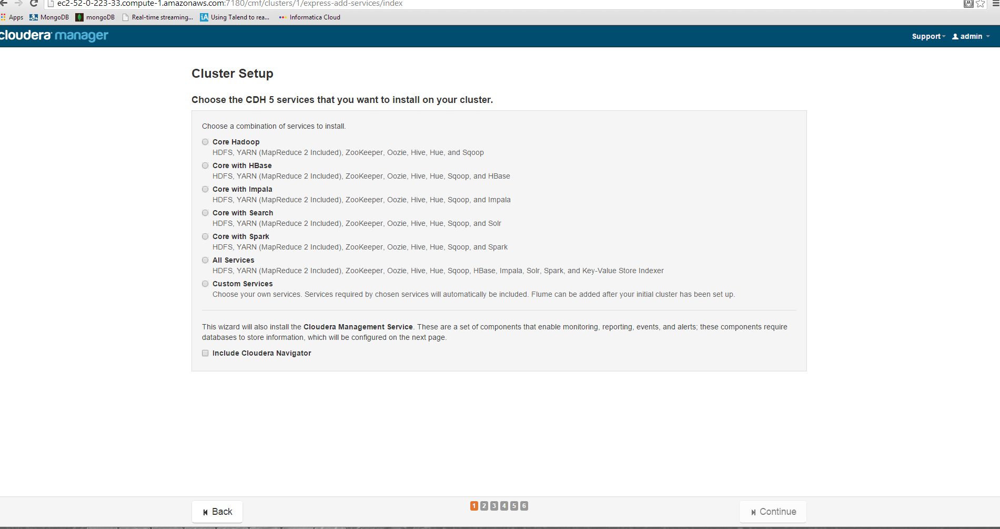 ec2-52-0-223-33.compute-1.amazonaws.com:7180/cmf/clusters/1/express-add-services/index
Apps MongoDB mongoDB Real-time streaming... iA Using Talend to rea... Informatica Cloud
cloudera manager Support admin
Cluster Setup
Choose the CDH 5 services that you want to install on your cluster.
Choose a combination of services to install.
Core Hadoop
HDFS, YARN (MapReduce 2 Included), ZooKeeper, Oozie, Hive, Hue, and Sqoop
Core with HBase
HDFS, YARN (MapReduce 2 Included), ZooKeeper, Oozie, Hive, Hue, Sqoop, and HBase
Core with Impala
HDFS, YARN (MapReduce 2 Included), ZooKeeper, Oozie, Hive, Hue, Sqoop, and Impala
Core with Search
HDFS, YARN (MapReduce 2 Included), ZooKeeper, Oozie, Hive, Hue, Sqoop, and Solr
Core with Spark
HDFS, YARN (MapReduce 2 Included), ZooKeeper, Oozie, Hive, Hue, Sqoop, and Spark
All Services
HDFS, YARN (MapReduce 2 Included), ZooKeeper, Oozie, Hive, Hue, Sqoop, HBase, Impala, Solr, Spark, and Key-Value Store Indexer
Custom Services
Choose your own services. Services required by chosen services will automatically be included. Flume can be added after your initial cluster has been set up.
This wizard will also install the Cloudera Management Service. These are a set of components that enable monitoring, reporting, events, and alerts; these components require
databases to store information, which will be configured on the next page.
Include Cloudera Navigator
Back 1 2 3 4 5 6 Continue